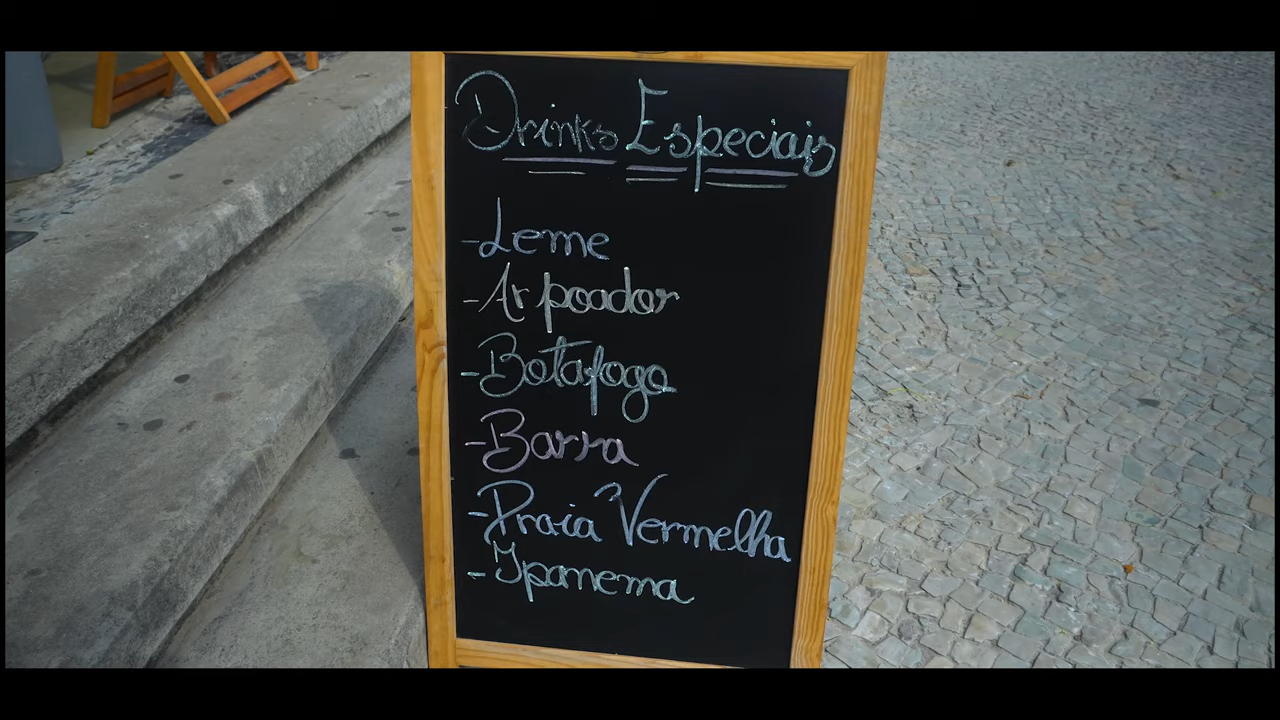 Drinks Especiais
-Leme
-Arpoador
-Botafogo
-Barra
-Praia Vermelha
-Ipanema